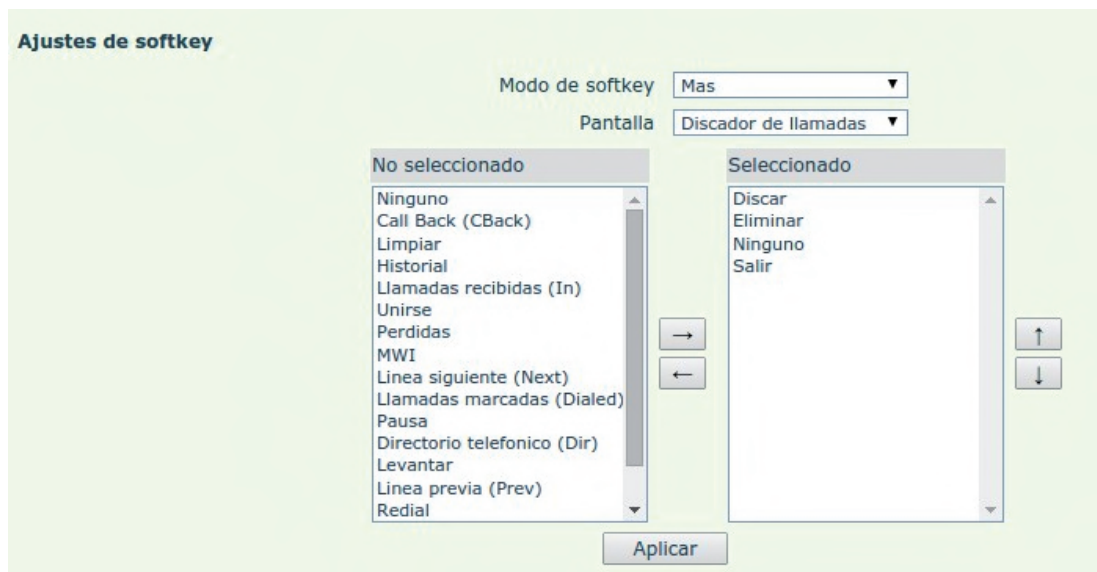 Ajustes de softkey
Modo de softkey Mas
Pantalla Discador de llamadas
No seleccionado Seleccionado
Ninguno
Call Back (CBack)
Limpiar
Historial
Llamadas recibidas (In)
Unirse
Perdidas
MWI
Linea siguiente (Next)
Llamadas marcadas (Dialed)
Pausa
Directorio telefonico (Dir)
Levantar
Linea previa (Prev)
Redial
Discar
Eliminar
Ninguno
Salir
→
←
↑
↓
Aplicar